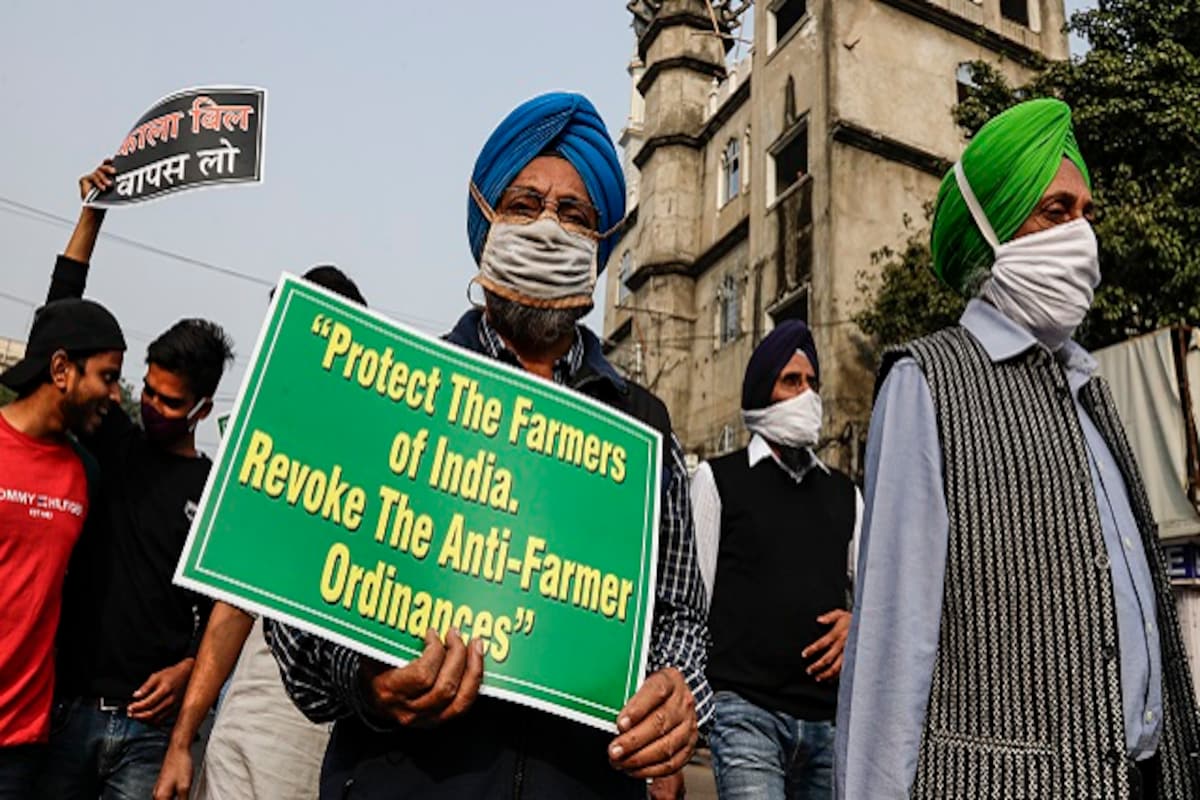 काला बिल
वापस लो
“Protect The Farmers
of India.
Revoke The Anti-Farmer
Ordinances”
TOMMY HILFIGER